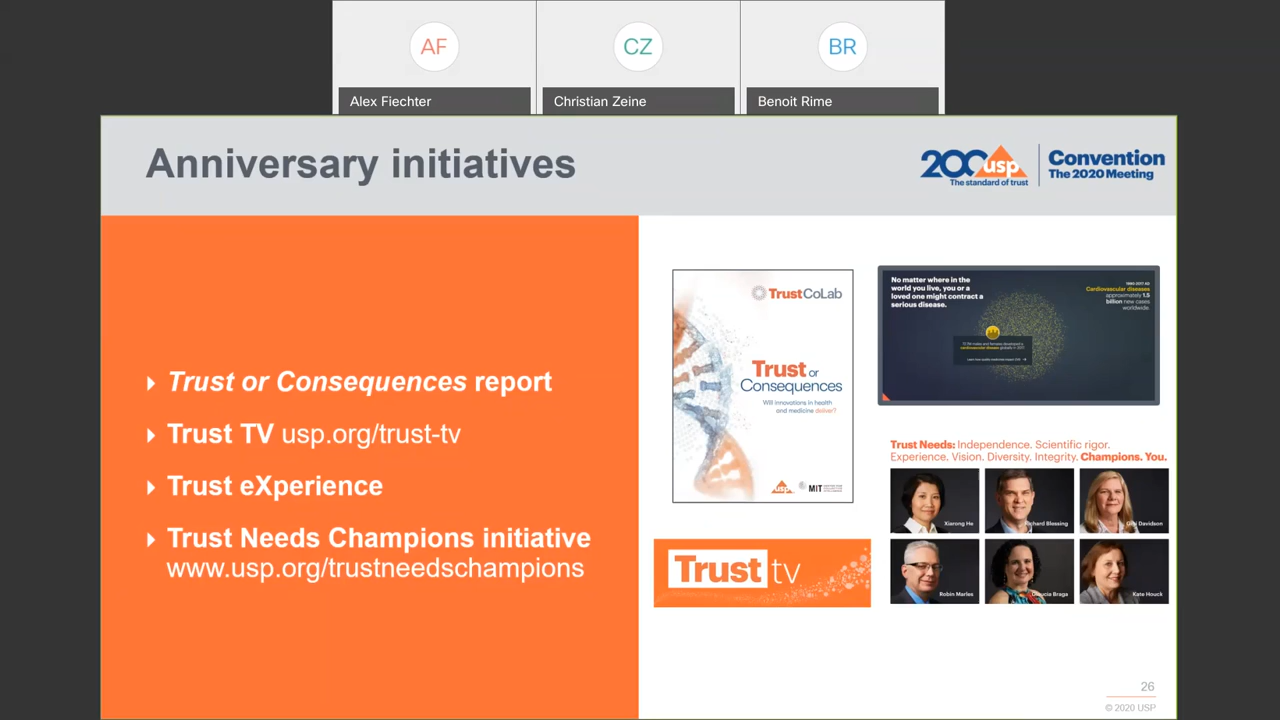 AF
CZ
BR
Alex Fiechter
Christian Zeine
Benoit Rime
Anniversary initiatives
200 usp
The standard of trust
Convention
The 2020 Meeting
Trust or Consequences report
Trust TV usp.org/trust-tv
Trust eXperience
Trust Needs Champions initiative
www.usp.org/trustneedschampions
TrustCoLab
Trust or
Consequences
Will innovations in health
and medicine deliver?
usp
MIT
No matter where in the
world you live, you or a
loved one might contract a
serious disease.
Cardiovascular diseases
approximately 1.5
billion new cases
worldwide.
Trust Needs: Independence. Scientific rigor.
Experience. Vision. Diversity. Integrity. Champions. You.
Xiarong He
Richard Blessing
Davidson
Robin Marles
Braga
Kate Houck
Trust tv
26
© 2020 USP